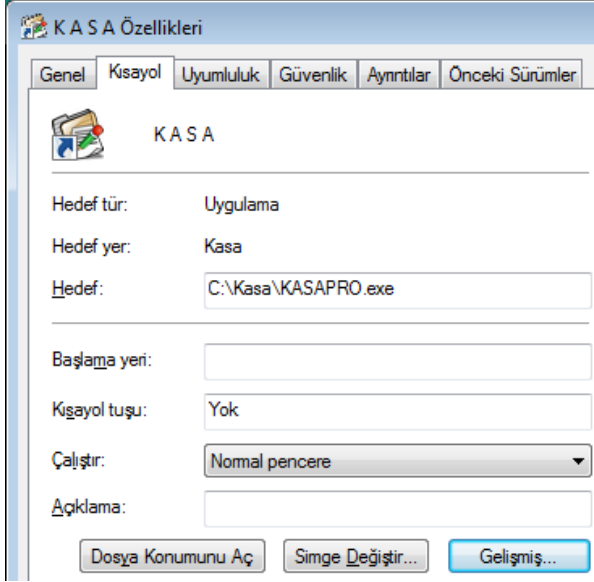 K A S A Özellikleri
Genel Kısayol Uyumluluk Güvenlik Ayrıntılar Önceki Sürümler
K A S A
Hedef tür: Uygulama
Hedef yer: Kasa
Hedef: C:\Kasa\KASAPRO.exe
Başlama yeri:
Kısayol tuşu: Yok
Çalıştır: Normal pencere
Açıklama:
Dosya Konumunu Aç Simge Değiştir... Gelişmiş...